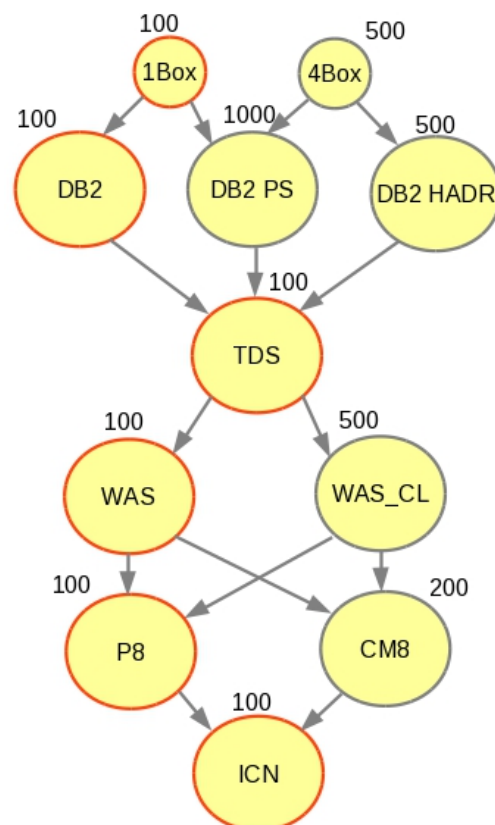 100
500
1Box
4Box
100
1000
500
DB2
DB2 PS
DB2 HADR
100
TDS
100
500
WAS
WAS_CL
100
200
P8
CM8
100
ICN